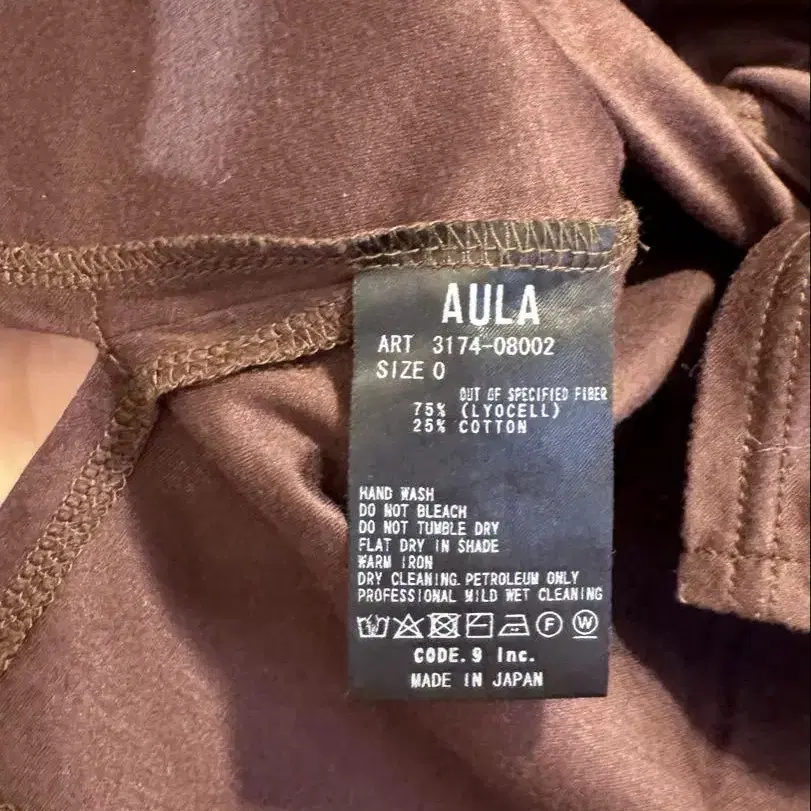 AULA
ART 3174-08002
SIZE 0
OUT OF SPECIFIED FIBER
75% (LYOCELL)
25% COTTON
HAND WASH
DO NOT BLEACH
DO NOT TUMBLE DRY
FLAT DRY IN SHADE
WARM IRON
DRY CLEANING. PETROLEUM ONLY
PROFESSIONAL MILD WET CLEANING
F W
CODE.9 Inc.
MADE IN JAPAN